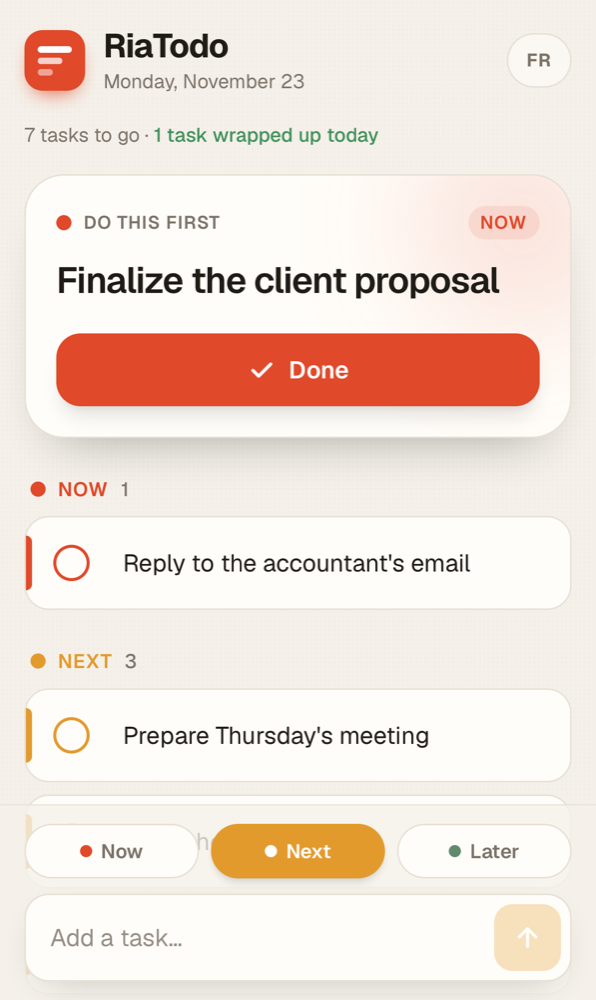 RiaTodo
Monday, November 23
FR
7 tasks to go · 1 task wrapped up today
DO THIS FIRST
NOW
Finalize the client proposal
Done
NOW 1
Reply to the accountant's email
NEXT 3
Prepare Thursday's meeting
Now
Next
Later
Add a task...